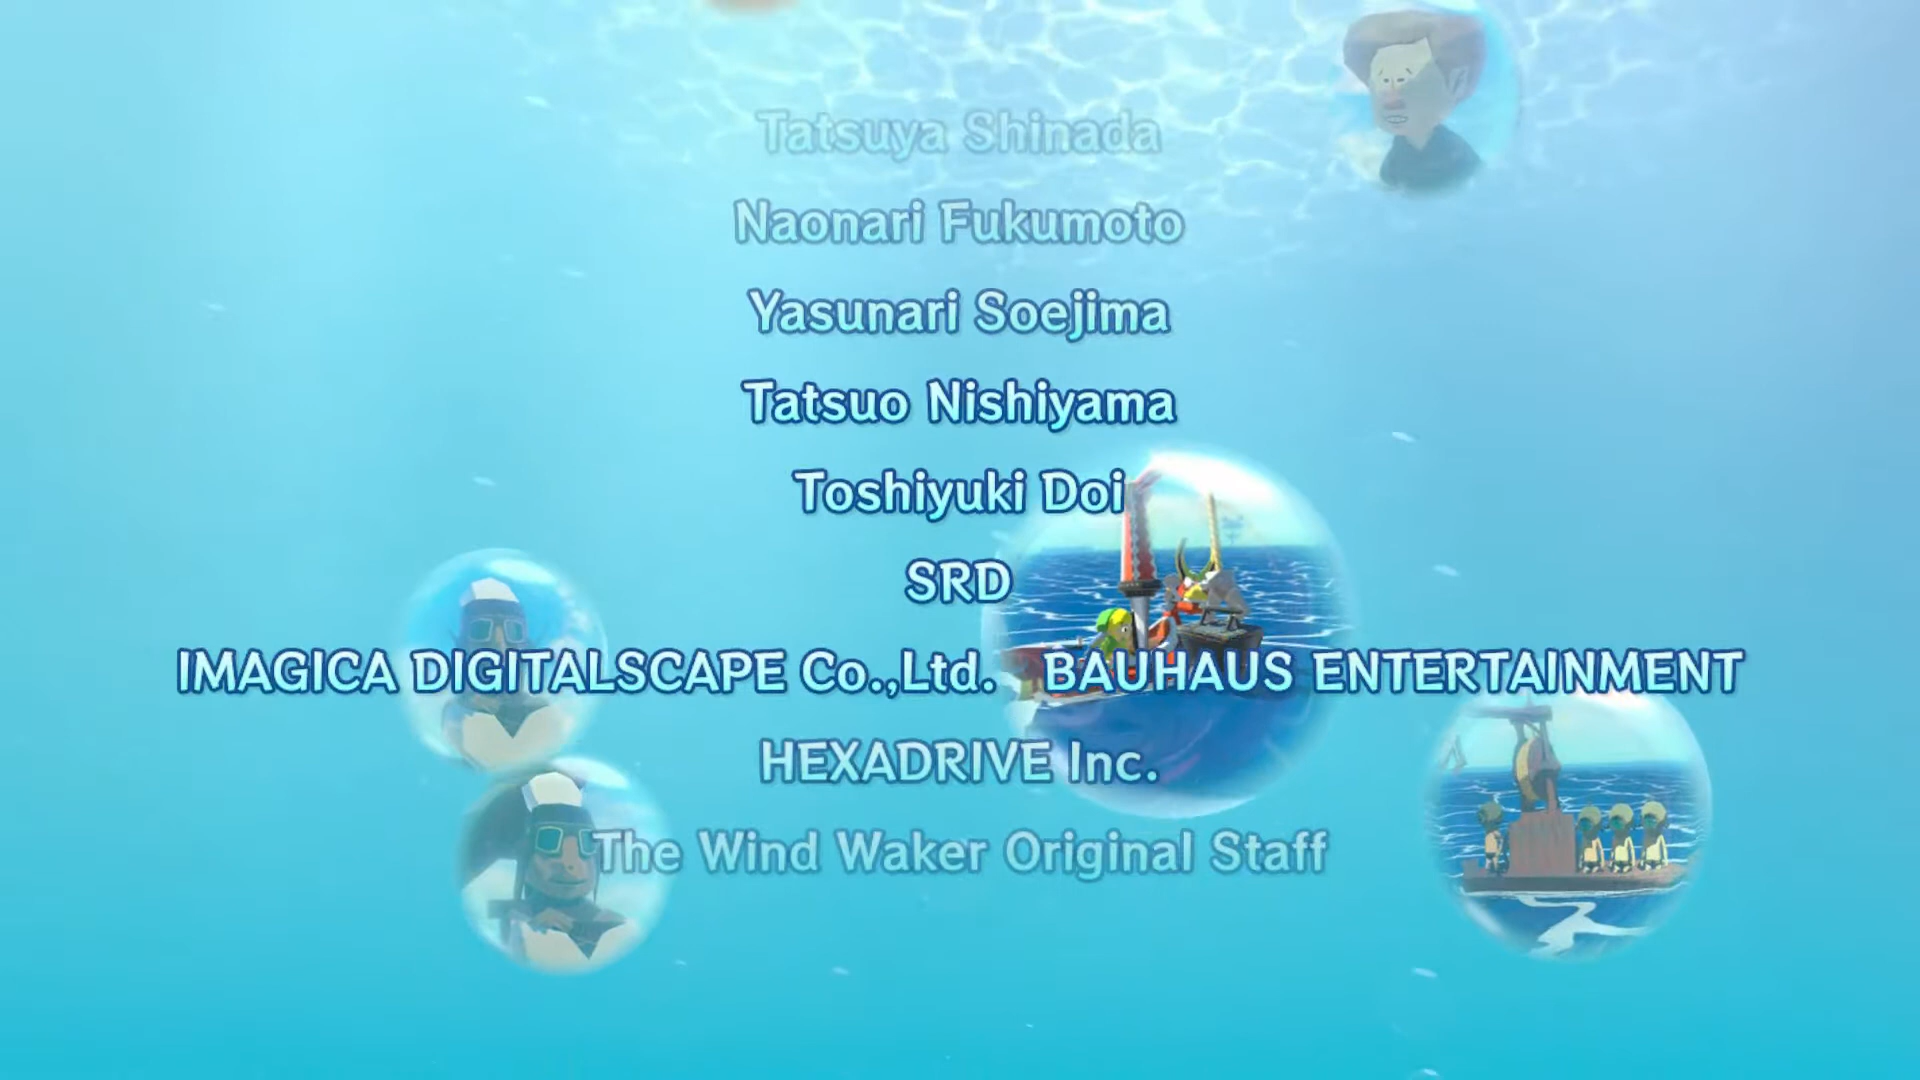 Tatsuya Shinada
Naonari Fukumoto
Yasunari Soejima
Tatsuo Nishiyama
Toshiyuki Doi
SRD
IMAGICA DIGITALSCAPE Co.,Ltd. BAUHAUS ENTERTAINMENT
HEXADRIVE Inc.
The Wind Waker Original Staff